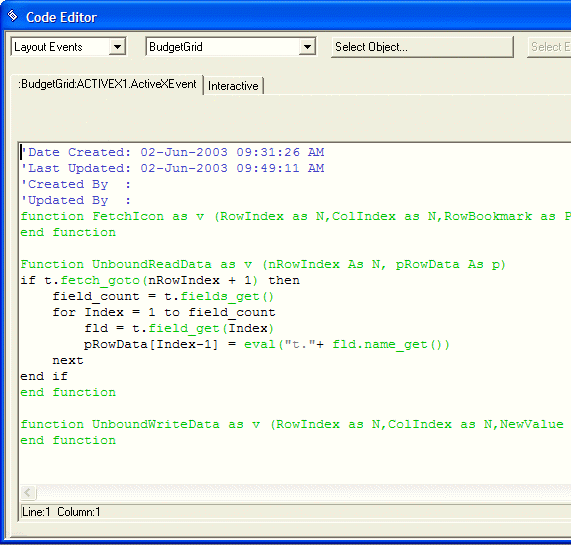 Code Editor
Layout Events BudgetGrid Select Object... Select E
:BudgetGrid:ACTIVEX1.ActiveXEvent Interactive
'Date Created: 02-Jun-2003 09:31:26 AM
'Last Updated: 02-Jun-2003 09:49:11 AM
'Created By  :
'Updated By  :
function FetchIcon as v (RowIndex as N,ColIndex as N,RowBookmark as P
end function

Function UnboundReadData as v (nRowIndex As N, pRowData As p)
if t.fetch_goto(nRowIndex + 1) then
    field_count = t.fields_get()
    for Index = 1 to field_count
        fld = t.field_get(Index)
        pRowData[Index-1] = eval("t."+ fld.name_get())
    next
end if
end function

function UnboundWriteData as v (RowIndex as N,ColIndex as N,NewValue
end function
Line:1 Column:1